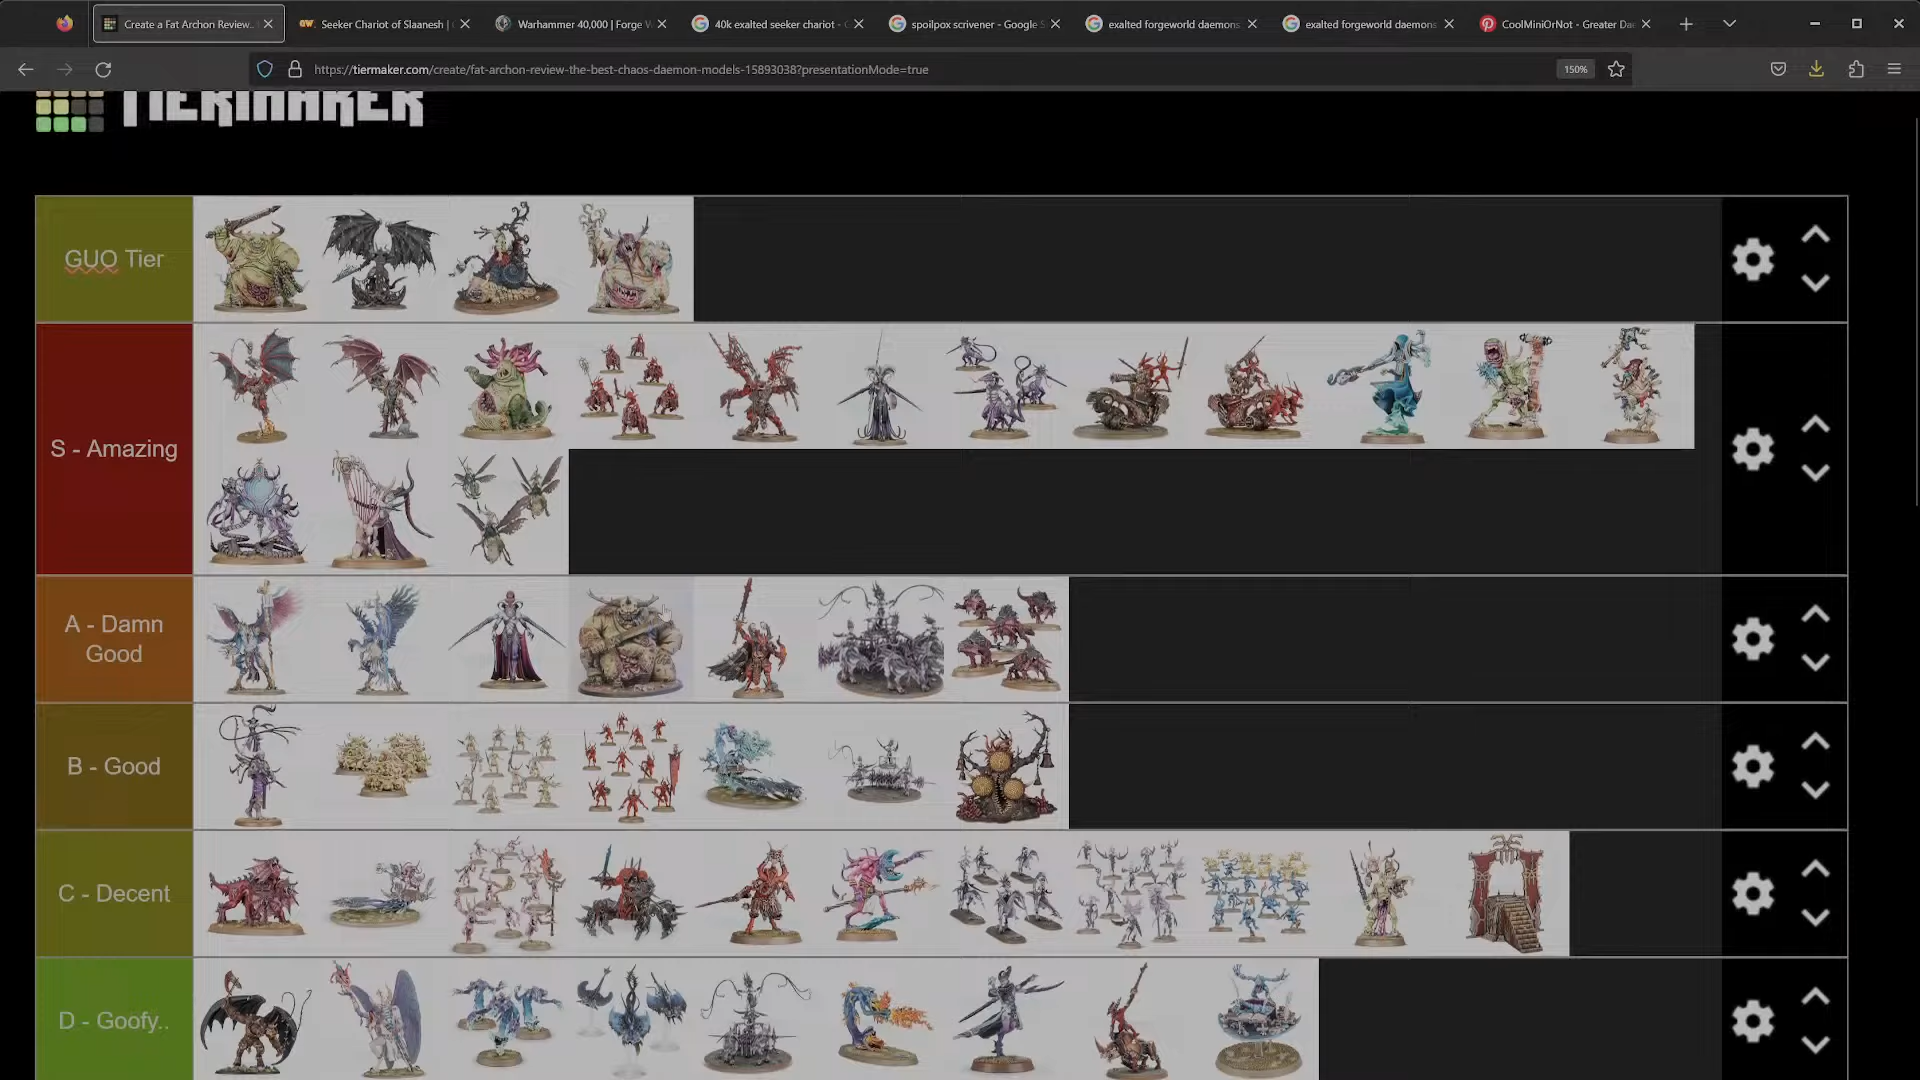 Create a Fat Archon Review..
Seeker Chariot of Slaanesh |
Warhammer 40,000 | Forge W
40k exalted seeker chariot - G
spoilpox scrivener - Google S
exalted forgeworld daemons
exalted forgeworld daemons
CoolMiniOrNot - Greater Dae
https://tiermaker.com/create/fat-archon-review-the-best-chaos-daemon-models-15893038?presentationMode=true
150%
TIERMAKER
GUO Tier
S - Amazing
A - Damn
Good
B - Good
C - Decent
D - Goofy..